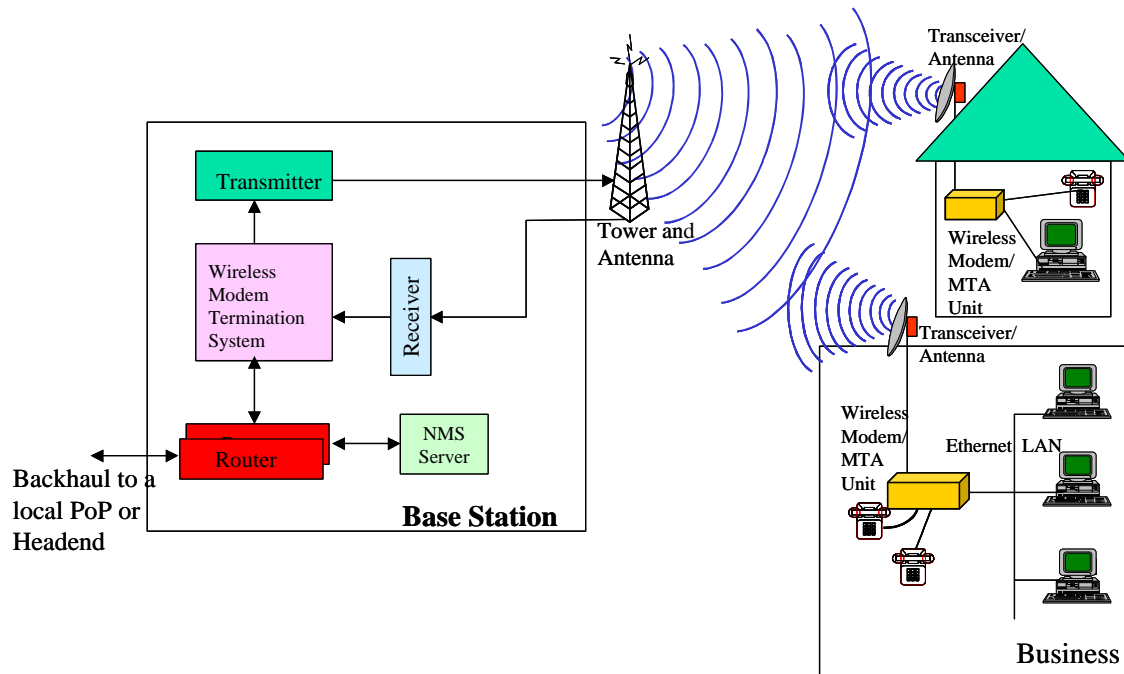 Transceiver/
Antenna
Transmitter
Tower and
Antenna
Wireless
Modem
Termination
System
Receiver
Wireless
Modem/
MTA
Unit
Transceiver/
Antenna
Router
NMS
Server
Backhaul to a
local PoP or
Headend
Base Station
Wireless
Modem/
MTA
Unit
Ethernet LAN
Business